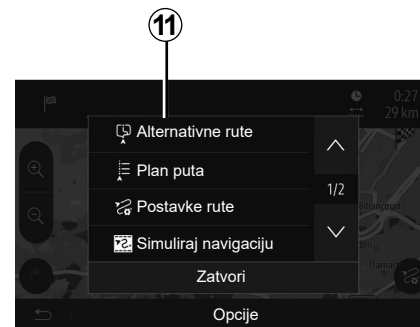 11
0:27
29 km
Alternativne rute
Plan puta
1/2
Postavke rute
Simuliraj navigaciju
Zatvori
Opcije